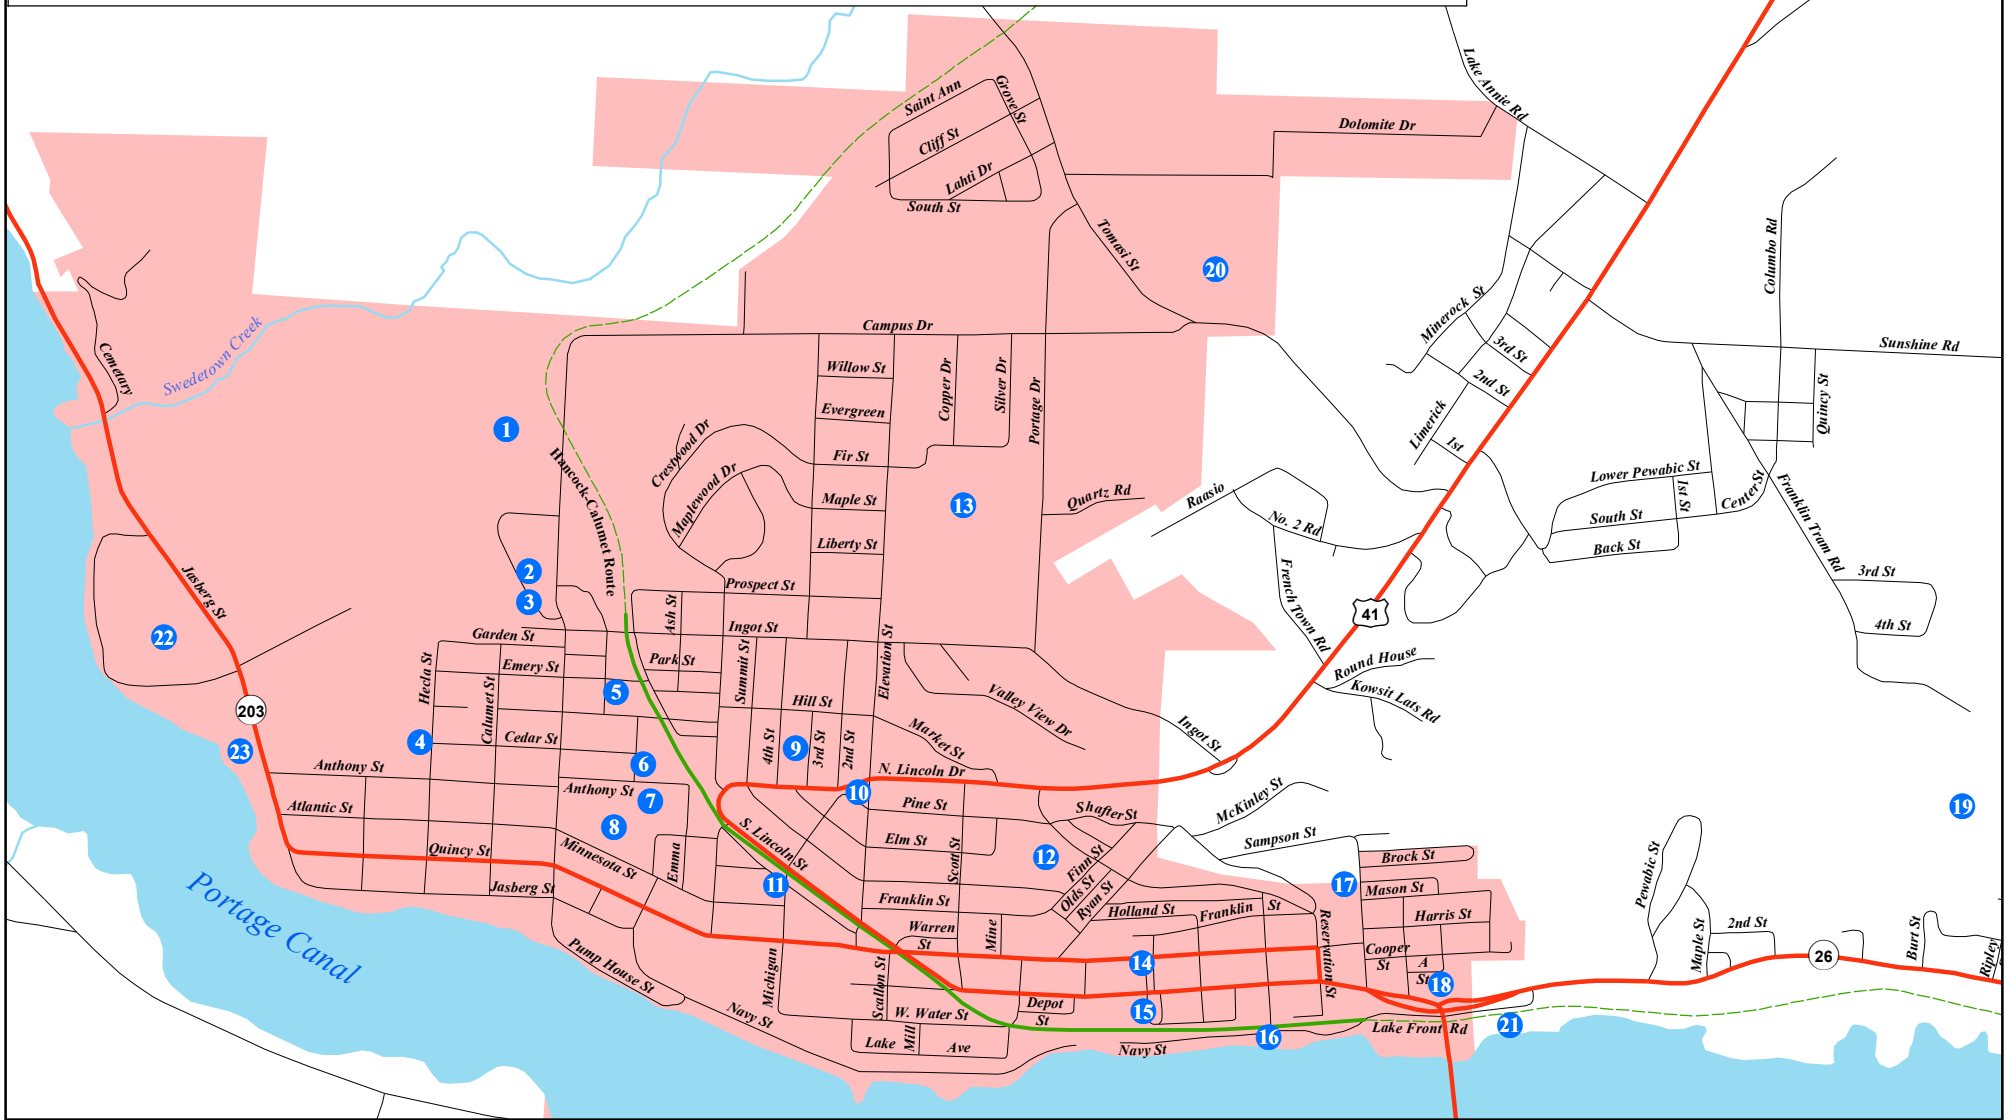 Lake Annie Rd
Saint Ann
Grove St
Cliff St
Lahti Dr
South St
Dolomite Dr
Tomasi St
20
Columbo Rd
Minerock St
3rd St
2nd St
Limerick
1st
Sunshine Rd
Quincy St
Campus Dr
Cemetary
Swedetown Creek
Willow St
Evergreen
Fir St
Maple St
Liberty St
Copper Dr
Silver Dr
Portage Dr
1
Crestwood Dr
Maplewood Dr
Hancock-Calumet Route
13
Quartz Rd
Raasio
No. 2 Rd
French Town Rd
Lower Pewabic St
1st St
Center St
South St
Back St
Franklin Tram Rd
3rd St
4th St
2
3
Jasberg St
22
Prospect St
Ash St
Ingot St
Garden St
Emery St
Park St
Hecla St
Calumet St
Summit St
Elevation St
41
Round House
Kowsit Lats Rd
5
Hill St
Valley View Dr
Market St
Ingot St
203
23
4
Cedar St
4th St
9
3rd St
2nd St
6
Anthony St
Anthony St
7
N. Lincoln Dr
10
Atlantic St
8
Pine St
Shafter St
McKinley St
19
S. Lincoln St
Elm St
Sampson St
Quincy St
Minnesota St
Emma
Scott St
12
Finn St
Brock St
Pewabic St
Jasberg St
11
Olds St
Ryan St
17
Mason St
Franklin St
Holland St
Franklin St
Harris St
Portage Canal
Warren St
Mine
Reservation St
Cooper St
A St
Maple St
2nd St
26
Burt St
Ripley
Pump House St
Michigan
Scallon St
14
18
Navy St
W. Water St
Depot St
15
16
21
Lake Front Rd
Lake Ave
Mill
Navy St